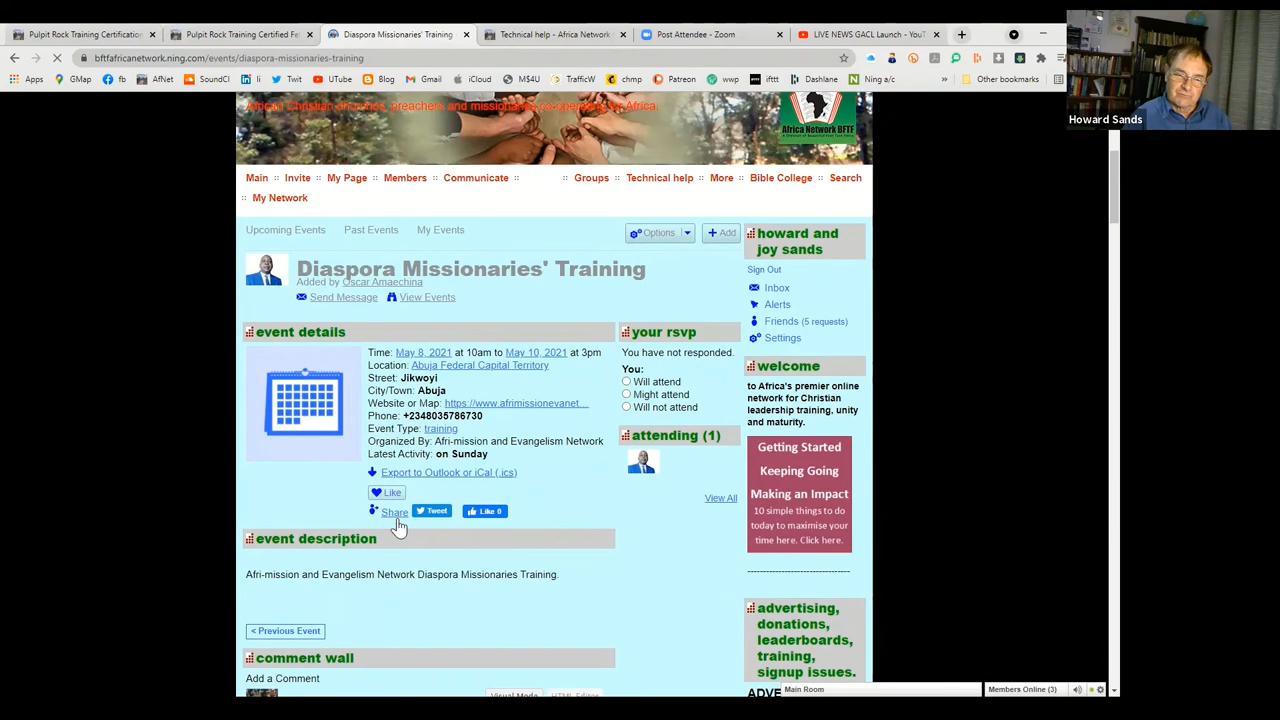 Pulpit Rock Training Certification
Pulpit Rock Training Certified Fe
Diaspora Missionaries' Training
Technical help - Africa Network
Post Attendee - Zoom
LIVE NEWS GACL Launch - YouT
bftfafricanetwork.ning.com/events/diaspora-missionaries-training
Apps GMap fb AfNet SoundCl li Twit UTube Blog Gmail iCloud MS4U TrafficW chmp Patreon wwp ifttt Dashlane Ning a/c » Other bookmarks
Howard Sands
African Christian churches, preachers and missionaries co-operating for Africa.
Africa Network BFTF
Main :: Invite :: My Page :: Members :: Communicate :: :: Groups :: Technical help :: More :: Bible College :: Search
:: My Network
Upcoming Events Past Events My Events
Options + Add
Diaspora Missionaries' Training
Added by Oscar Amaechina
Send Message View Events
event details
Time: May 8, 2021 at 10am to May 10, 2021 at 3pm
Location: Abuja Federal Capital Territory
Street: Jikwoyi
City/Town: Abuja
Website or Map: https://www.afrimissionevanet…
Phone: +2348035786730
Event Type: training
Organized By: Afri-mission and Evangelism Network
Latest Activity: on Sunday
Export to Outlook or iCal (.ics)
Like
Share Tweet Like 0
event description
Afri-mission and Evangelism Network Diaspora Missionaries Training.
< Previous Event
comment wall
Add a Comment
Visual Mode HTML Editor
your rsvp
You have not responded.
You:
Will attend
Might attend
Will not attend
attending (1)
View All
howard and
joy sands
Sign Out
Inbox
Alerts
Friends (5 requests)
Settings
welcome
to Africa's premier online
network for Christian
leadership training, unity
and maturity.
Getting Started
Keeping Going
Making an Impact
10 simple things to do
today to maximise your
time here. Click here.
--------------------------------
advertising,
donations,
leaderboards,
training,
signup issues.
ADVE
Main Room
Members Online (3)